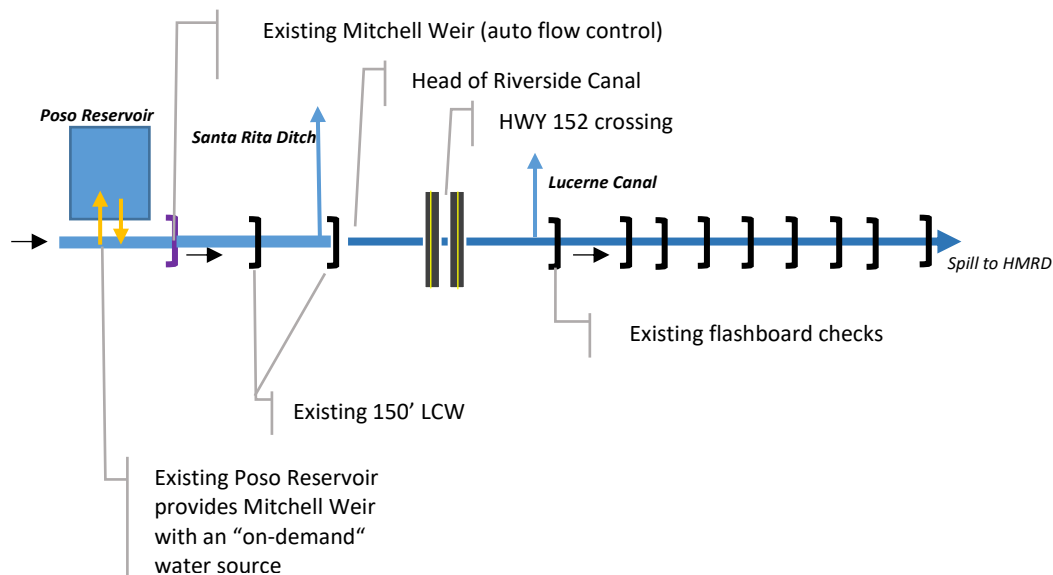 Existing Mitchell Weir (auto flow control)
Head of Riverside Canal
HWY 152 crossing
Poso Reservoir
Santa Rita Ditch
Lucerne Canal
Spill to HMRD
Existing flashboard checks
Existing 150’ LCW
Existing Poso Reservoir
provides Mitchell Weir
with an “on-demand“
water source